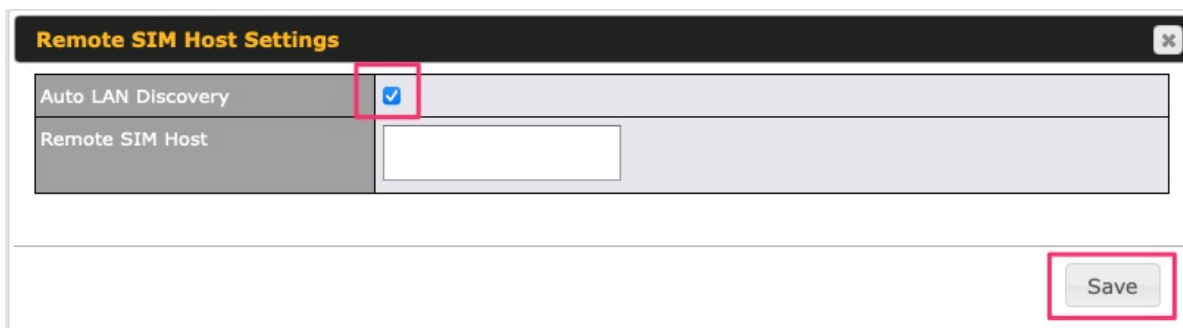 Remote SIM Host Settings
Auto LAN Discovery
Remote SIM Host
Save